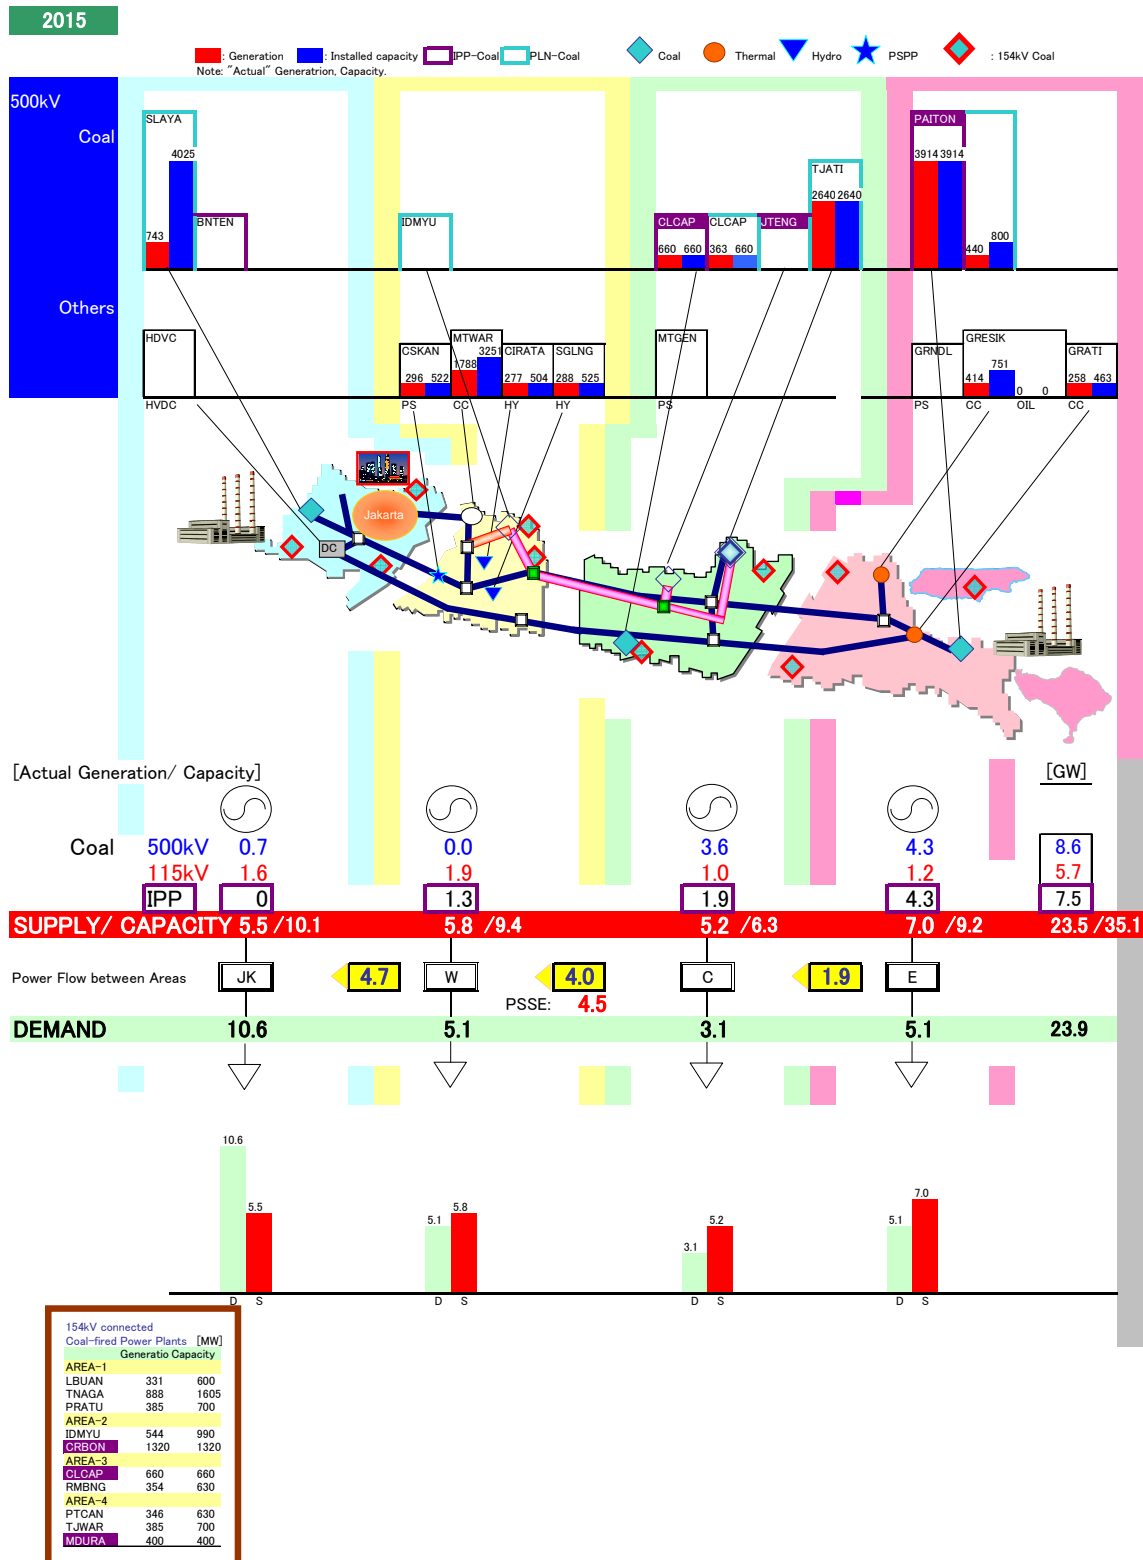 2015
: Generation : Installed capacity IPP-Coal PLN-Coal Coal Thermal Hydro PSPP : 154kV Coal
Note: "Actual" Generatrion, Capacity.
500kV
Coal
SLAYA
4025
743
BNTEN
IDMYU
CLCAP
660 660
CLCAP
363 660
JTENG
TJATI
2640 2640
PAITON
3914 3914
440 800
Others
HDVC
CSKAN
296 522
MTWAR
1788 3251
CIRATA
277 504
SGLNG
288 525
MTGEN
GRNDL
GRESIK
414 751
0 0
GRATI
258 463
HVDC PS CC HY HY PS PS CC OIL CC
Jakarta
DC
[Actual Generation/ Capacity] [GW]
Coal 500kV 0.7 0.0 3.6 4.3 8.6
115kV 1.6 1.9 1.0 1.2 5.7
IPP 0 1.3 1.9 4.3 7.5
SUPPLY/ CAPACITY 5.5 /10.1 5.8 /9.4 5.2 /6.3 7.0 /9.2 23.5 /35.1
Power Flow between Areas JK 4.7 W 4.0 C 1.9 E
PSSE: 4.5
DEMAND 10.6 5.1 3.1 5.1 23.9
10.6
5.5
5.1
5.8
3.1
5.2
5.1
7.0
D S D S D S D S
154kV connected
Coal-fired Power Plants [MW]
Generatio Capacity
AREA-1
LBUAN 331 600
TNAGA 888 1605
PRATU 385 700
AREA-2
IDMYU 544 990
CRBON 1320 1320
AREA-3
CLCAP 660 660
RMBNG 354 630
AREA-4
PTCAN 346 630
TJWAR 385 700
MDURA 400 400